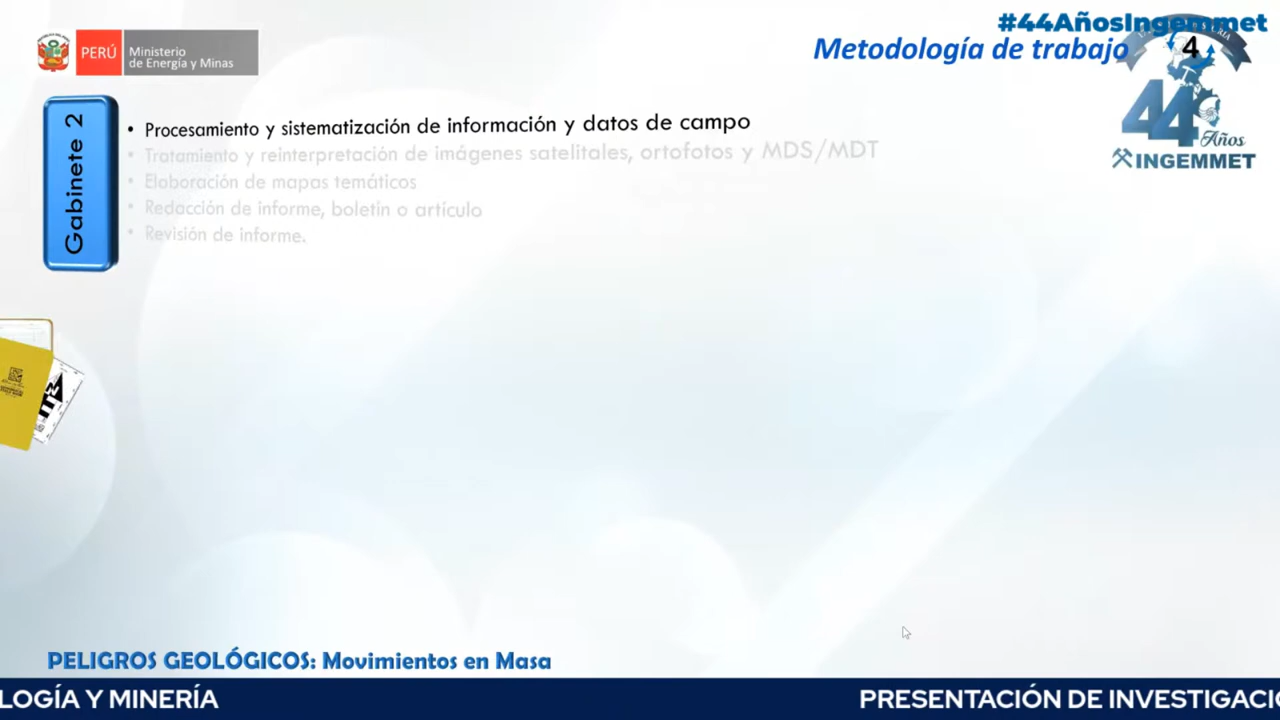 #44AñosIngemmet
PERÚ
Ministerio
de Energía y Minas
Metodología de trabajo
4
44
Años
INGEMMET
Gabinete 2
• Procesamiento y sistematización de información y datos de campo
• Tratamiento y reinterpretación de imágenes satelitales, ortofotos y MDS/MDT
• Elaboración de mapas temáticos
• Redacción de informe, boletín o artículo
• Revisión de informe.
PELIGROS GEOLÓGICOS: Movimientos en Masa
LOGÍA Y MINERÍA
PRESENTACIÓN DE INVESTIGACI